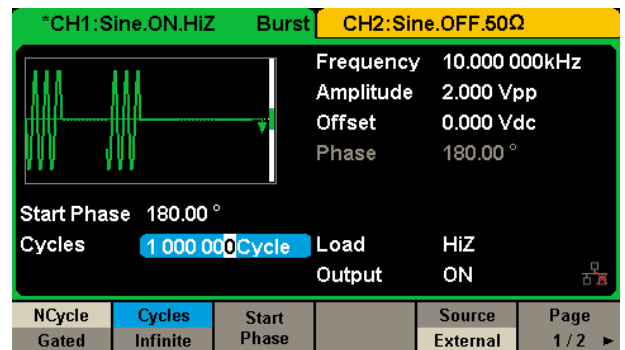 *CH1:Sine.ON.HiZ Burst CH2:Sine.OFF.50Ω
Frequency 10.000 000kHz
Amplitude 2.000 Vpp
Offset 0.000 Vdc
Phase 180.00 °
Start Phase 180.00 °
Cycles 1 000 000Cycle Load HiZ
Output ON
NCycle Cycles Start Source Page
Gated Infinite Phase External 1/2 ►